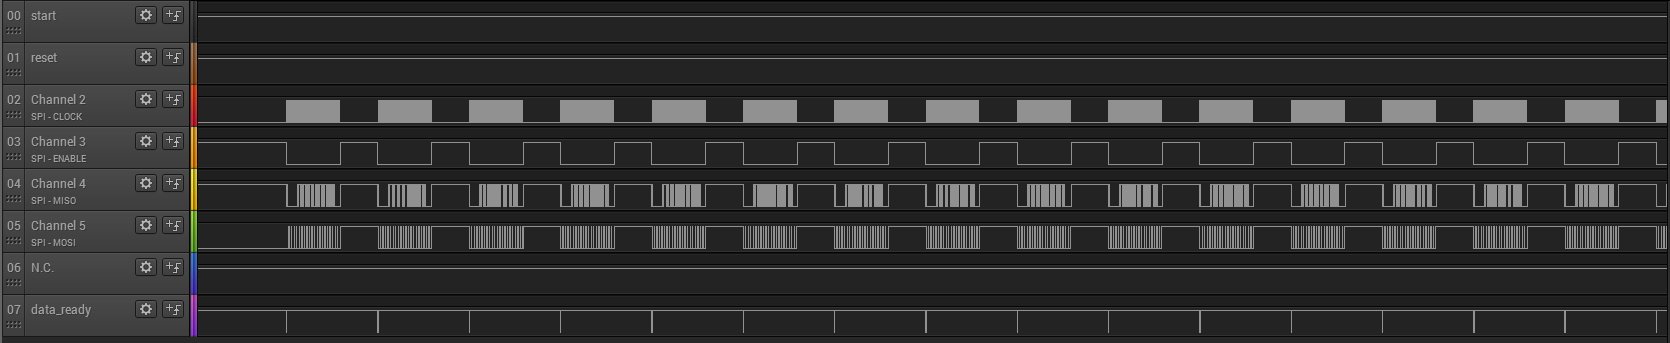 00 start
01 reset
02 Channel 2
SPI - CLOCK
03 Channel 3
SPI - ENABLE
04 Channel 4
SPI - MISO
05 Channel 5
SPI - MOSI
06 N.C.
07 data_ready